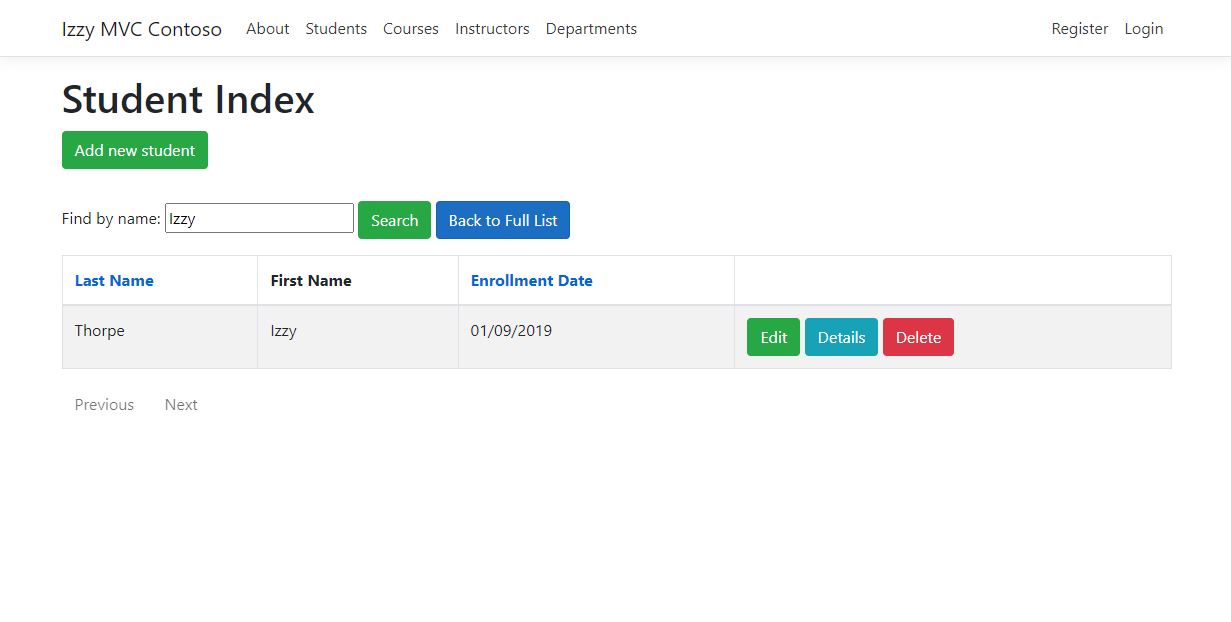 Izzy MVC Contoso About Students Courses Instructors Departments Register Login
Student Index
Add new student
Find by name: Izzy Search Back to Full List
Last Name First Name Enrollment Date
Thorpe Izzy 01/09/2019 Edit Details Delete
Previous Next